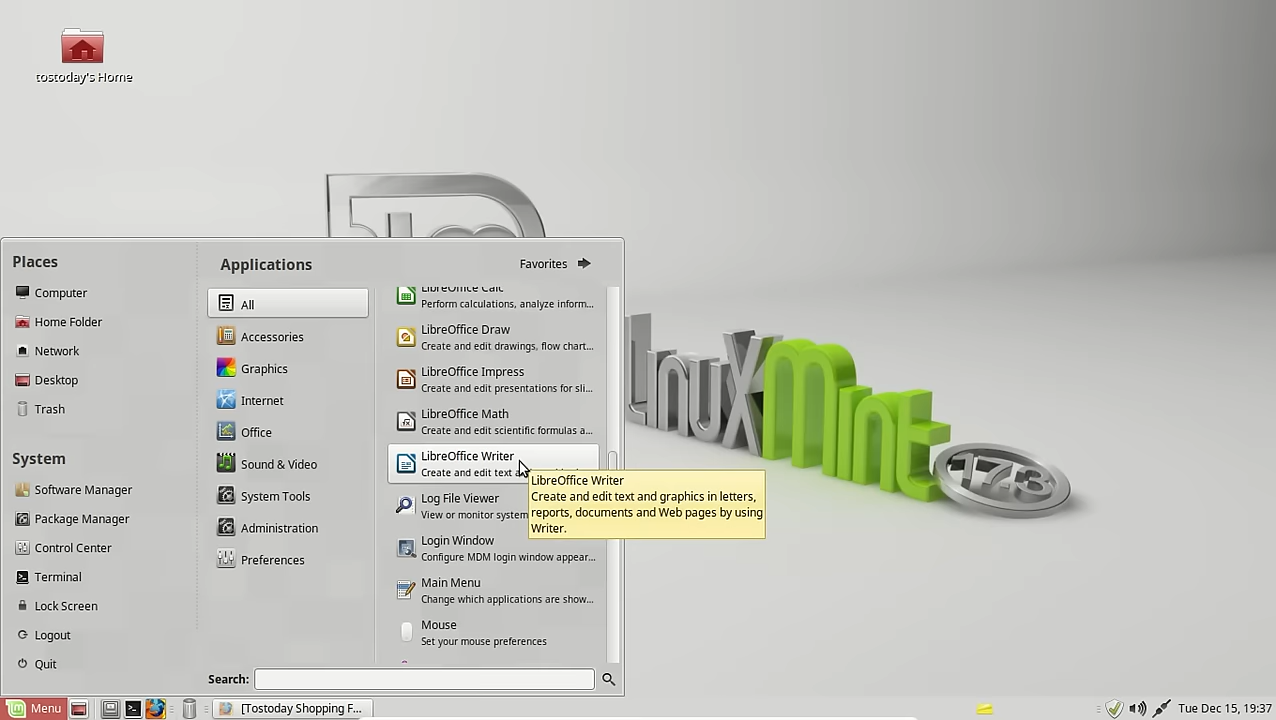 tostoday's Home
Places
Computer
Home Folder
Network
Desktop
Trash
System
Software Manager
Package Manager
Control Center
Terminal
Lock Screen
Logout
Quit
Applications
Favorites
All
Accessories
Graphics
Internet
Office
Sound & Video
System Tools
Administration
Preferences
LibreOffice Calc
Perform calculations, analyze inform...
LibreOffice Draw
Create and edit drawings, flow chart...
LibreOffice Impress
Create and edit presentations for sli...
LibreOffice Math
Create and edit scientific formulas a...
LibreOffice Writer
Create and edit text
Log File Viewer
View or monitor system
Login Window
Configure MDM login window appear...
Main Menu
Change which applications are show...
Mouse
Set your mouse preferences
LibreOffice Writer
Create and edit text and graphics in letters,
reports, documents and Web pages by using
Writer.
Search:
LinuxMint
17.3
Menu
[Tostoday Shopping F...
Tue Dec 15, 19:37